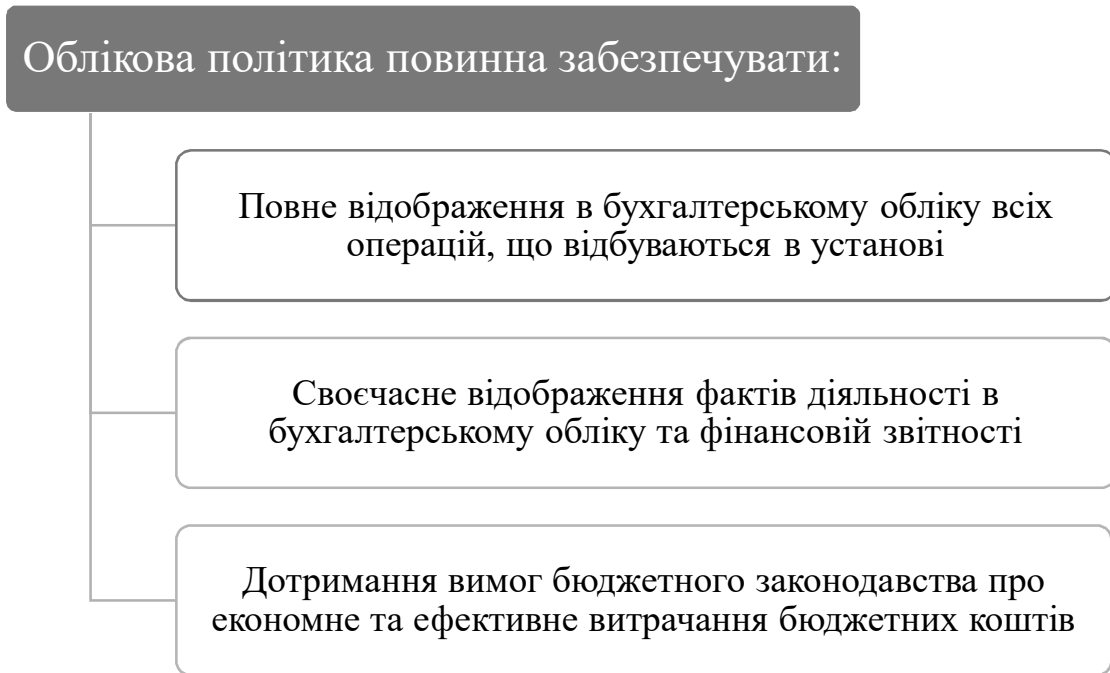 Облікова політика повинна забезпечувати:
Повне відображення в бухгалтерському обліку всіх
операцій, що відбуваються в установі
Своєчасне відображення фактів діяльності в
бухгалтерському обліку та фінансовій звітності
Дотримання вимог бюджетного законодавства про
економне та ефективне витрачання бюджетних коштів